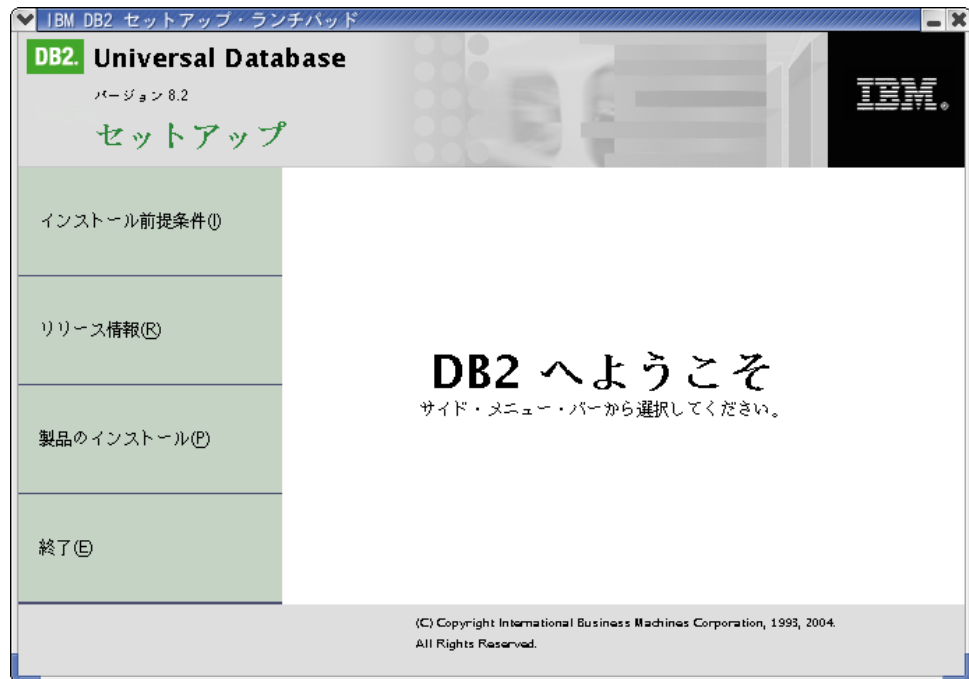 IBM DB2 セットアップ・ランチパッド
DB2. Universal Database
バージョン 8.2
セットアップ
IBM.
インストール前提条件(I)
リリース情報(R)
製品のインストール(P)
終了(E)
DB2 へようこそ
サイド・メニュー・バーから選択してください。
(C) Copyright International Business Machines Corporation, 1993, 2004.
All Rights Reserved.